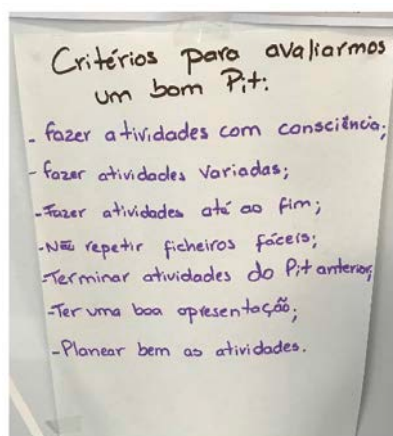 Critérios para avaliarmos
um bom Pit:
- fazer atividades com consciência;
- fazer atividades variadas;
- Fazer atividades até ao fim;
- Não repetir ficheiros fáceis;
- Terminar atividades do Pit anterior;
- Ter uma boa apresentação;
- Planear bem as atividades.